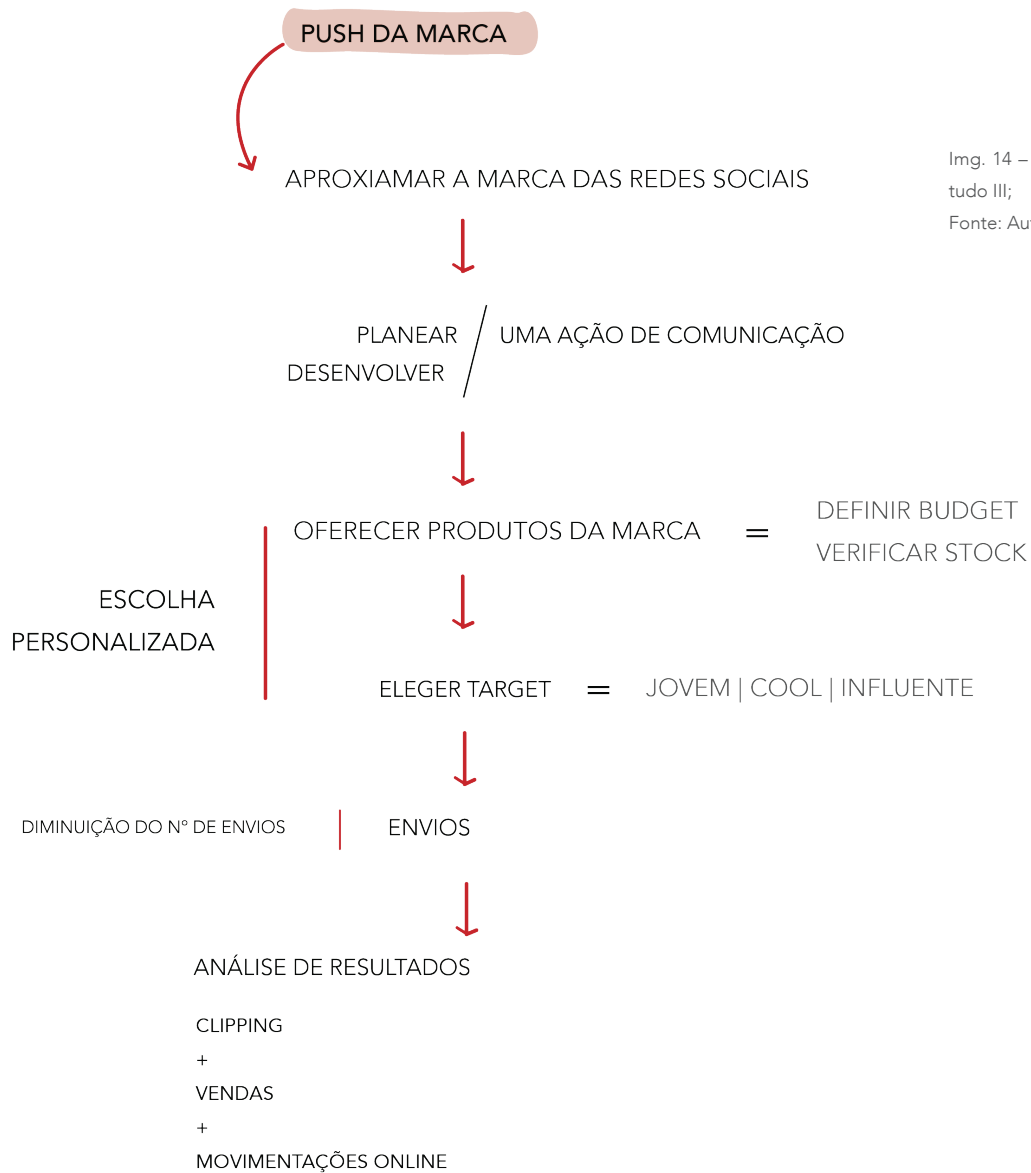 PUSH DA MARCA
APROXIAMAR A MARCA DAS REDES SOCIAIS
Img. 14 –
tudo III;
Fonte:
PLANEAR / UMA AÇÃO DE COMUNICAÇÃO
DESENVOLVER
OFERECER PRODUTOS DA MARCA = DEFINIR BUDGET
VERIFICAR STOCK
ESCOLHA
PERSONALIZADA
ELEGER TARGET = JOVEM | COOL | INFLUENTE
DIMINUIÇÃO DO Nº DE ENVIOS | ENVIOS
ANÁLISE DE RESULTADOS
CLIPPING
+
VENDAS
+
MOVIMENTAÇÕES ONLINE